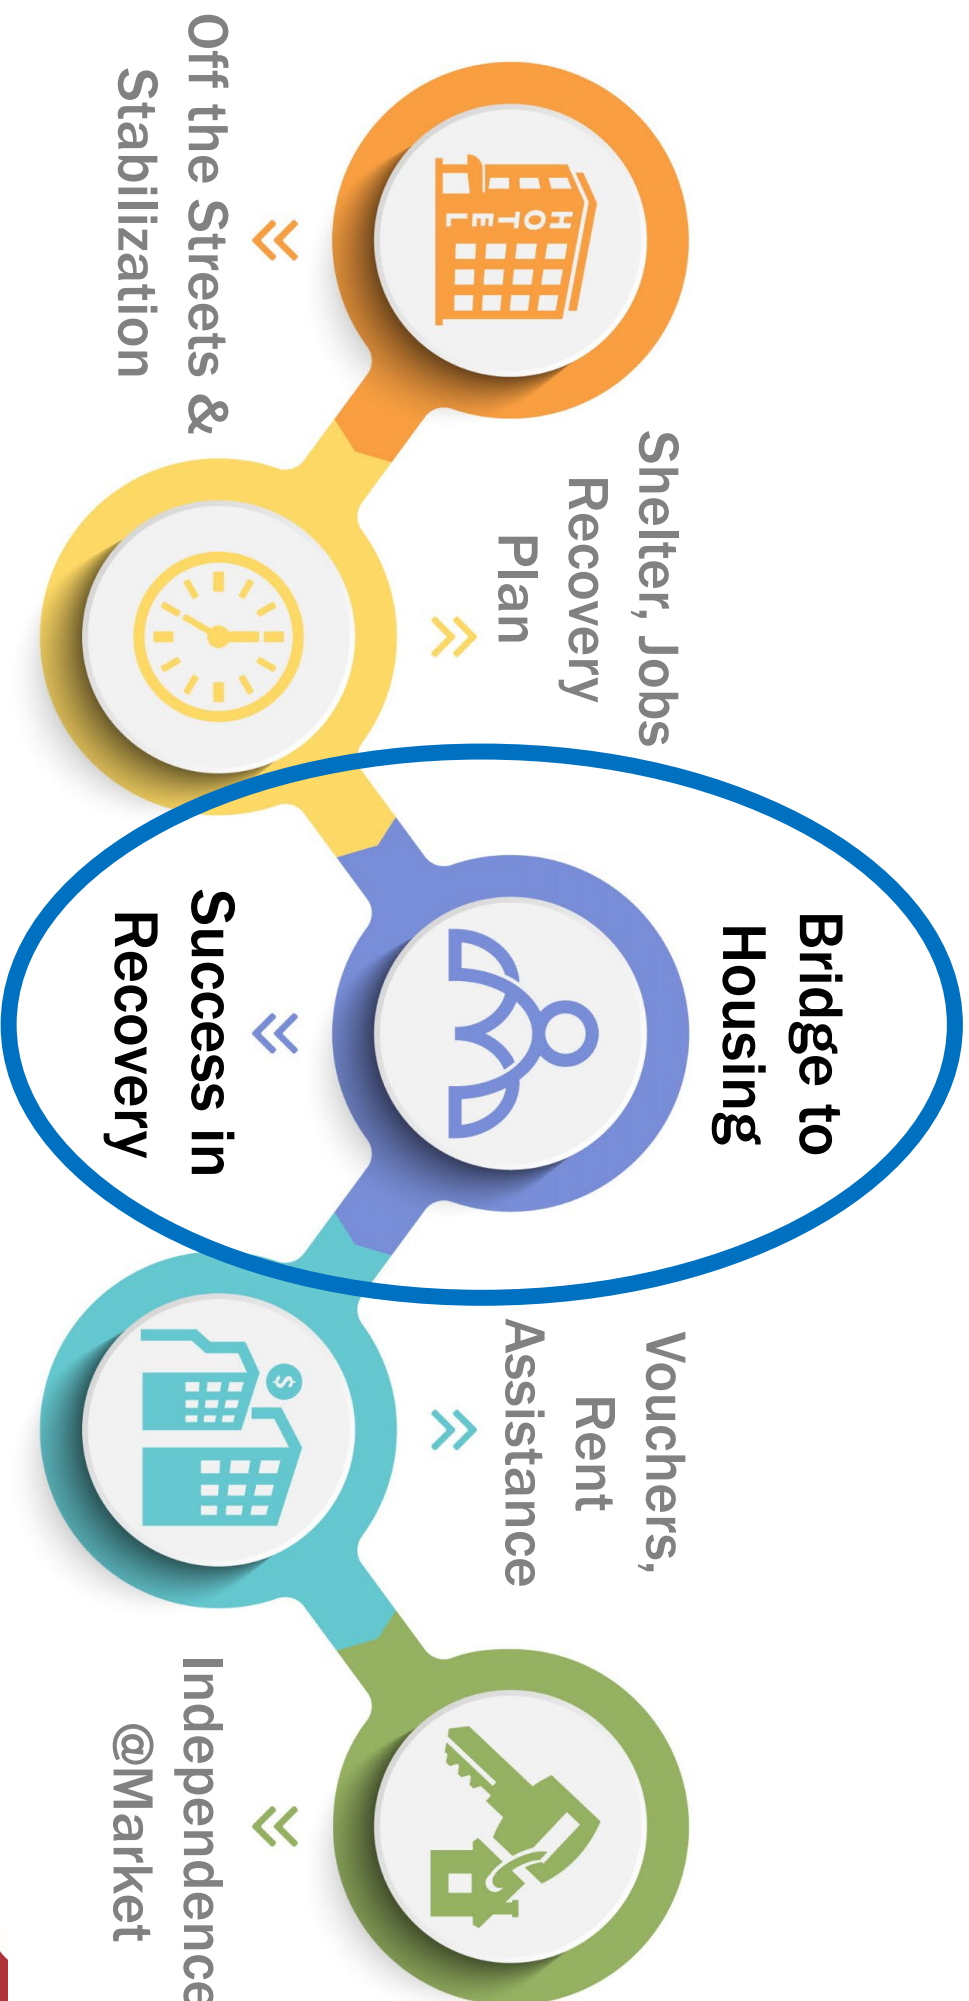 HOTEL
Off the Streets &
Stabilization
Shelter, Jobs
Recovery
Plan
Bridge to
Housing
Success in
Recovery
$
Vouchers,
Rent
Assistance
Independence
@Market